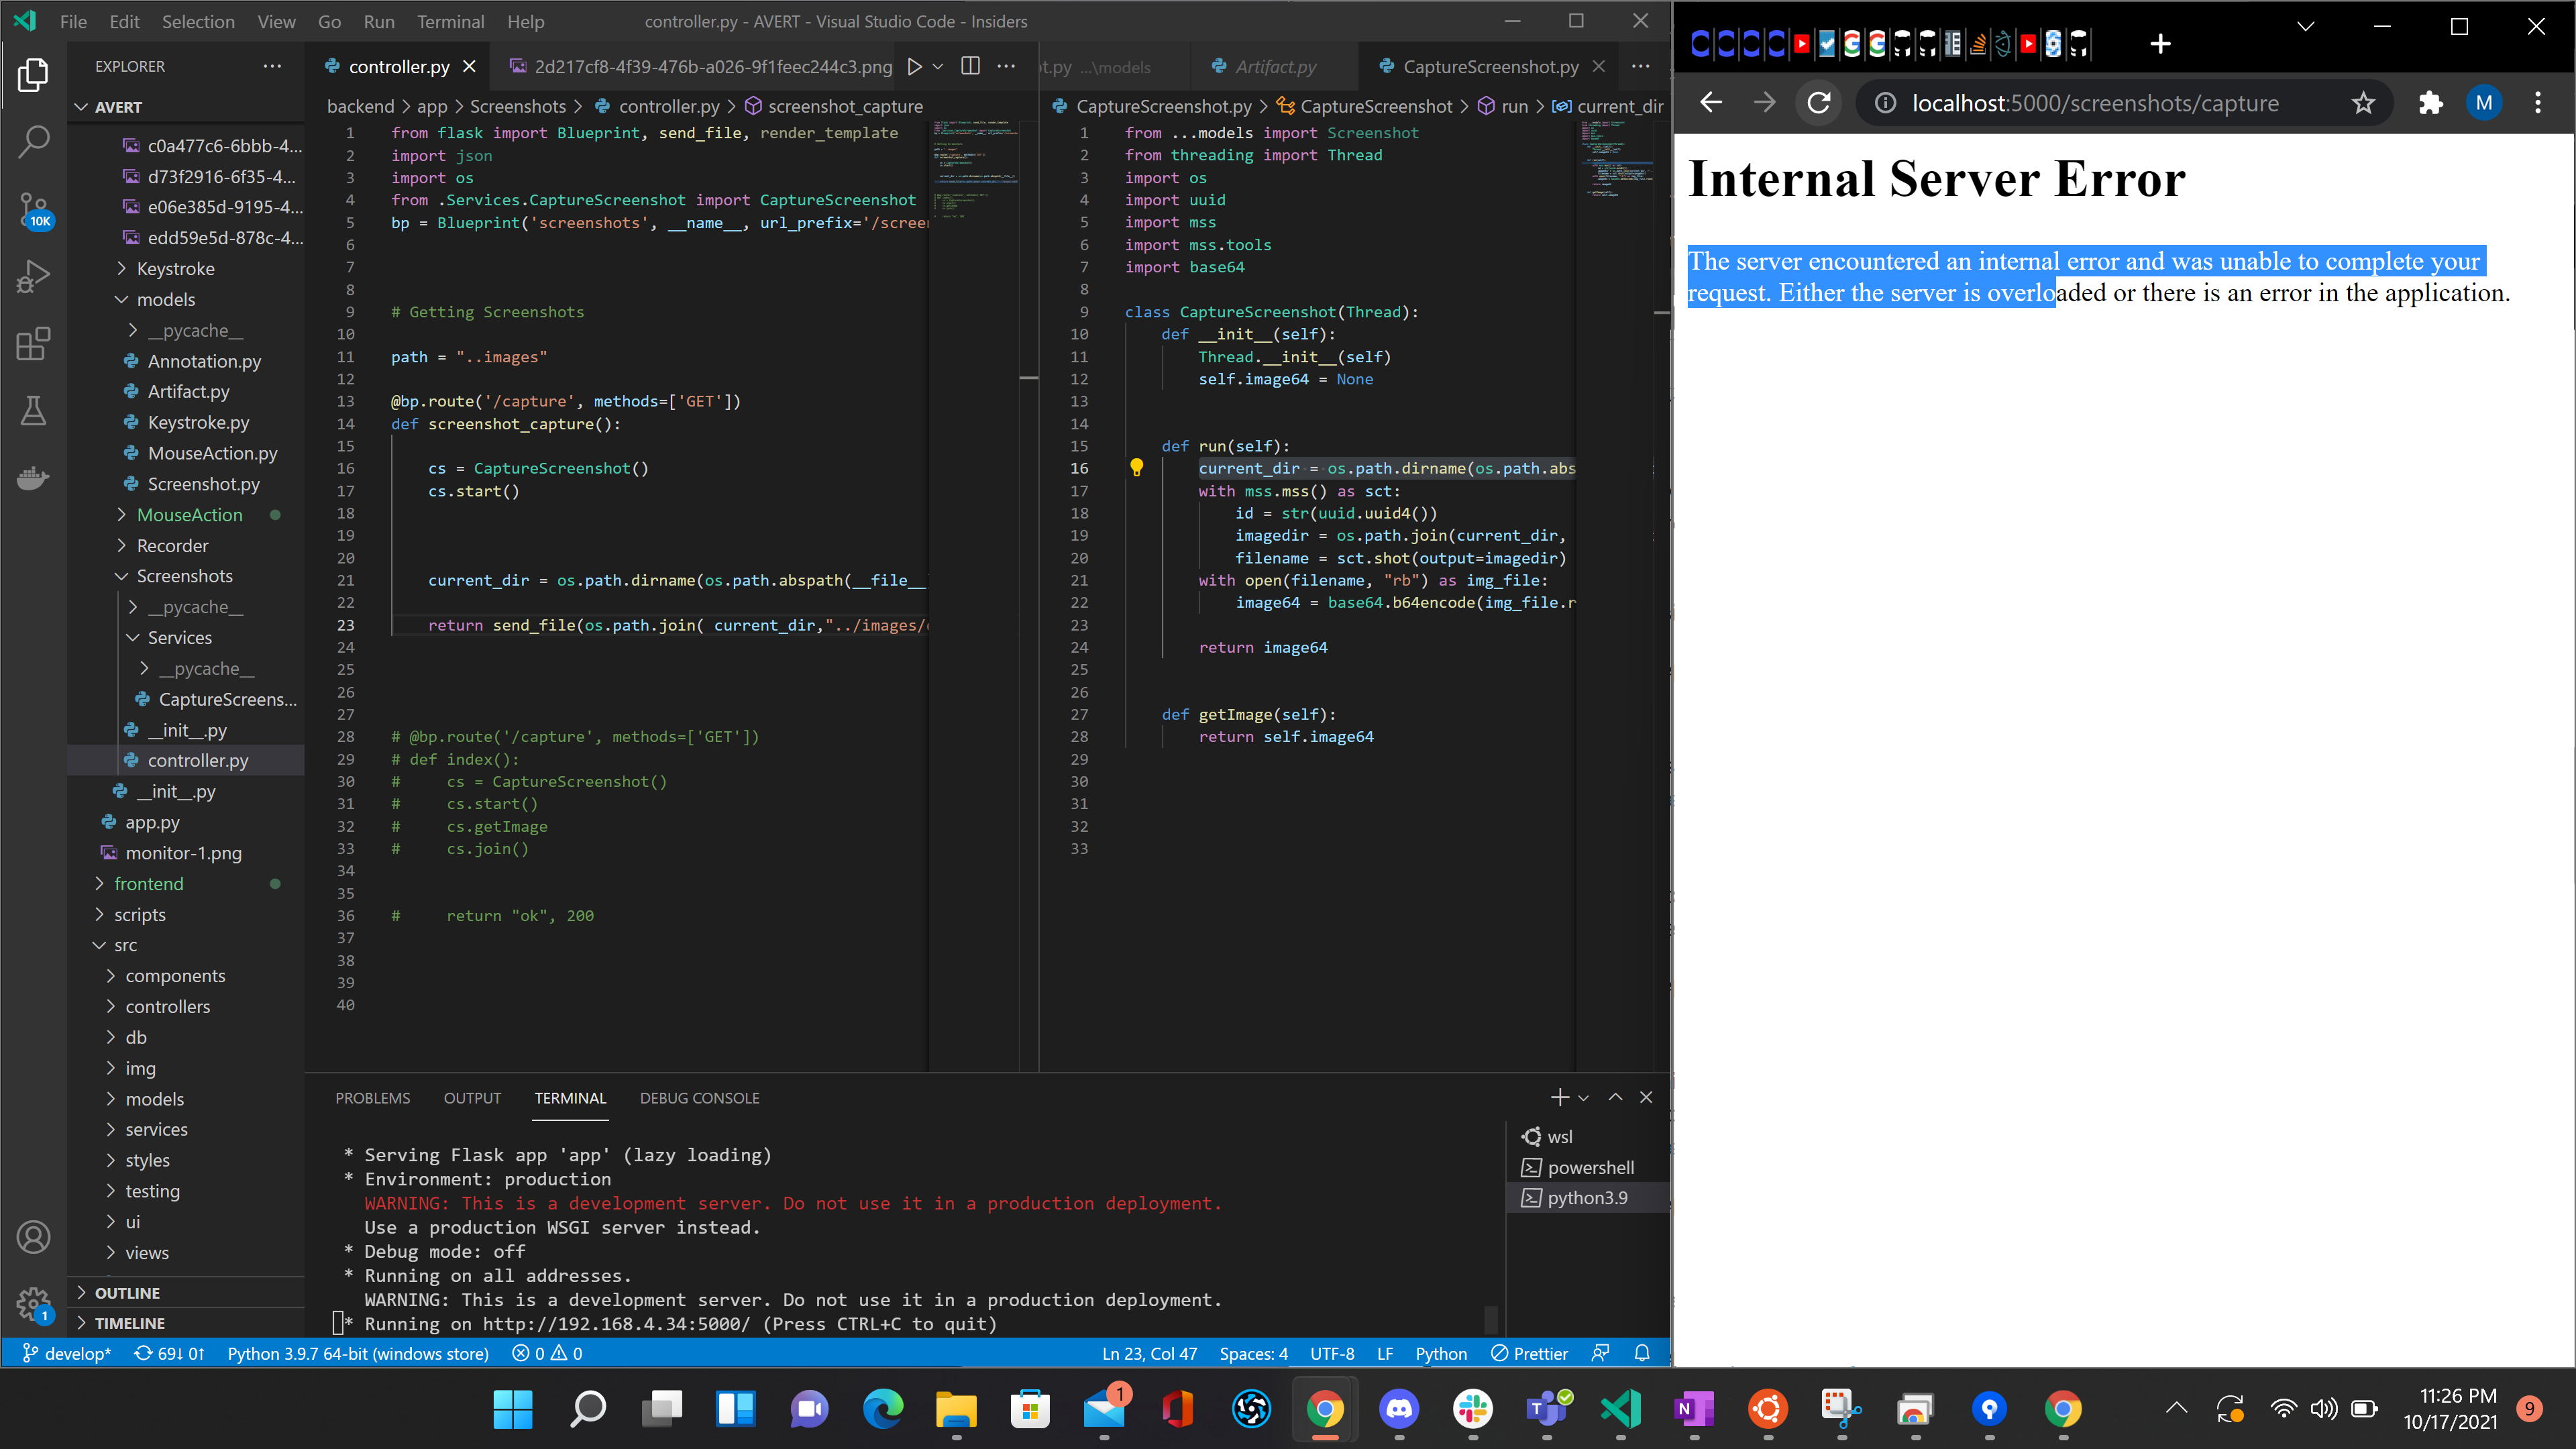 File Edit Selection View Go Run Terminal Help
controller.py - AVERT - Visual Studio Code - Insiders
EXPLORER
AVERT
c0a477c6-6bbb-4...
d73f2916-6f35-4...
e06e385d-9195-4...
edd59e5d-878c-4...
Keystroke
models
__pycache__
Annotation.py
Artifact.py
Keystroke.py
MouseAction.py
Screenshot.py
MouseAction
Recorder
Screenshots
__pycache__
Services
__pycache__
CaptureScreens...
__init__.py
controller.py
__init__.py
app.py
monitor-1.png
frontend
scripts
src
components
controllers
db
img
models
services
styles
testing
ui
views
OUTLINE
TIMELINE
10K
1
controller.py
2d217cf8-4f39-476b-a026-9f1feec244c3.png
backend > app > Screenshots > controller.py > screenshot_capture
1 from flask import Blueprint, send_file, render_template
2 import json
3 import os
4 from .Services.CaptureScreenshot import CaptureScreenshot
5 bp = Blueprint('screenshots', __name__, url_prefix='/screen
6
7
8
9 # Getting Screenshots
10
11 path = "..images"
12
13 @bp.route('/capture', methods=['GET'])
14 def screenshot_capture():
15
16 cs = CaptureScreenshot()
17 cs.start()
18
19
20
21 current_dir = os.path.dirname(os.path.abspath(__file__)
22
23 return send_file(os.path.join( current_dir,"../images/
24
25
26
27
28 # @bp.route('/capture', methods=['GET'])
29 # def index():
30 # cs = CaptureScreenshot()
31 # cs.start()
32 # cs.getImage
33 # cs.join()
34
35
36 # return "ok", 200
37
38
39
40
t.py ...\models
Artifact.py
CaptureScreenshot.py
CaptureScreenshot.py > CaptureScreenshot > run > current_dir
1 from ...models import Screenshot
2 from threading import Thread
3 import os
4 import uuid
5 import mss
6 import mss.tools
7 import base64
8
9 class CaptureScreenshot(Thread):
10 def __init__(self):
11 Thread.__init__(self)
12 self.image64 = None
13
14
15 def run(self):
16 current_dir = os.path.dirname(os.path.abs
17 with mss.mss() as sct:
18 id = str(uuid.uuid4())
19 imagedir = os.path.join(current_dir,
20 filename = sct.shot(output=imagedir)
21 with open(filename, "rb") as img_file:
22 image64 = base64.b64encode(img_file.r
23
24 return image64
25
26
27 def getImage(self):
28 return self.image64
29
30
31
32
33
PROBLEMS OUTPUT TERMINAL DEBUG CONSOLE
* Serving Flask app 'app' (lazy loading)
* Environment: production
WARNING: This is a development server. Do not use it in a production deployment.
Use a production WSGI server instead.
* Debug mode: off
* Running on all addresses.
WARNING: This is a development server. Do not use it in a production deployment.
* Running on http://192.168.4.34:5000/ (Press CTRL+C to quit)
wsl
powershell
python3.9
develop* 69↓ 0↑ Python 3.9.7 64-bit (windows store) 0 0
Ln 23, Col 47 Spaces: 4 UTF-8 LF Python Prettier
localhost:5000/screenshots/capture
M
Internal Server Error
The server encountered an internal error and was unable to complete your
request. Either the server is overloaded or there is an error in the application.
1
11:26 PM
10/17/2021
9